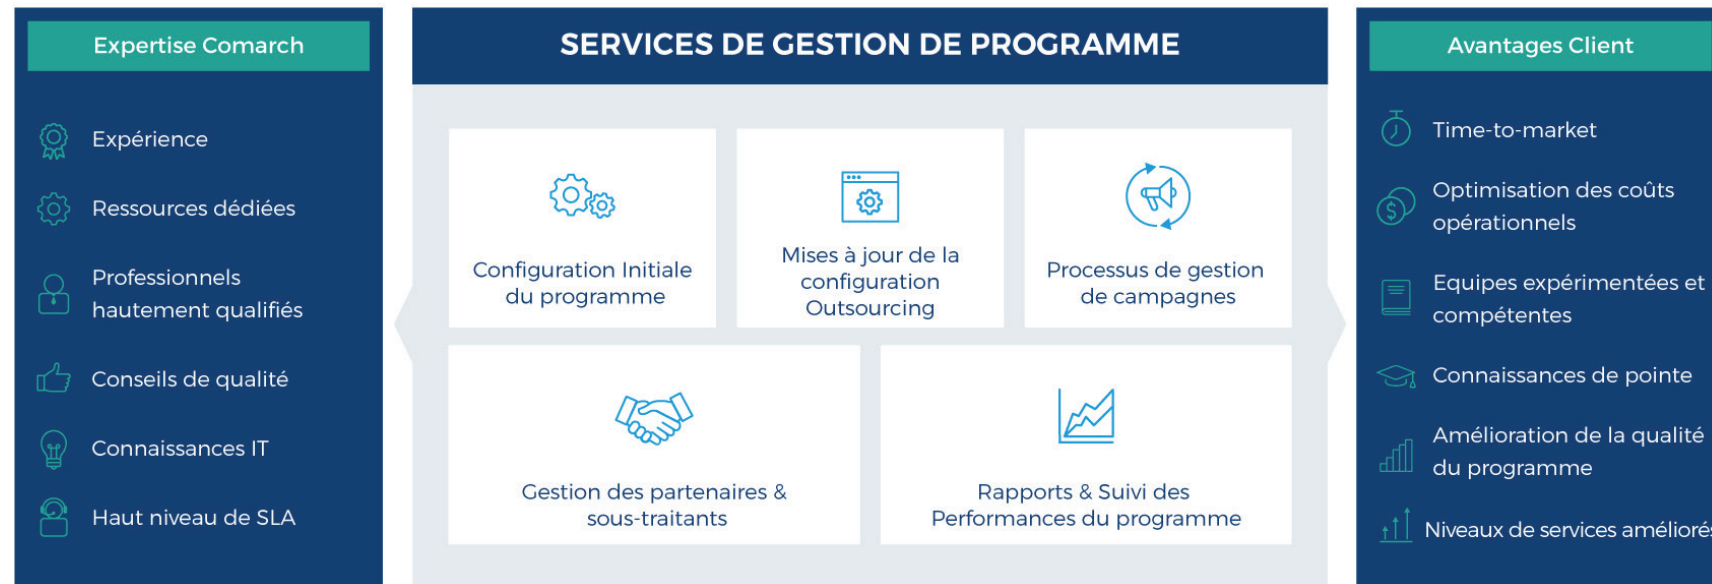 Expertise Comarch
Expérience
Ressources dédiées
Professionnels
hautement qualifiés
Conseils de qualité
Connaissances IT
Haut niveau de SLA
SERVICES DE GESTION DE PROGRAMME
Configuration Initiale
du programme
Mises à jour de la
configuration
Outsourcing
Processus de gestion
de campagnes
Gestion des partenaires &
sous-traitants
Rapports & Suivi des
Performances du programme
Avantages Client
Time-to-market
Optimisation des coûts
opérationnels
Equipes expérimentées et
compétentes
Connaissances de pointe
Amélioration de la qualité
du programme
Niveaux de services améliorés